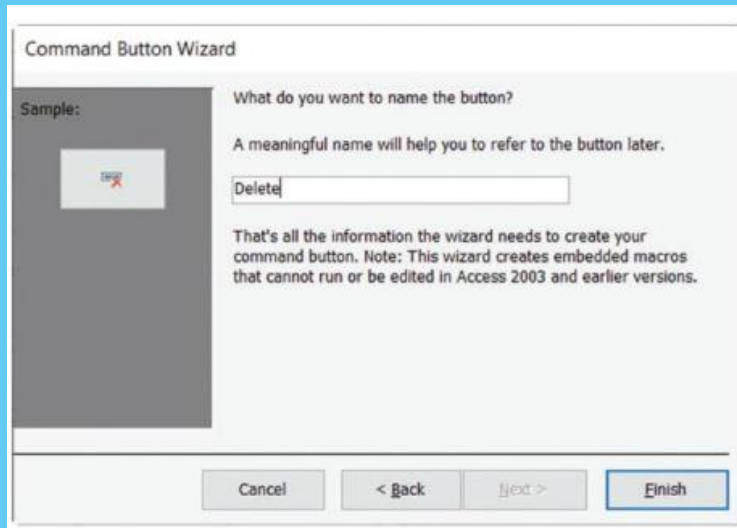 Command Button Wizard
Sample:
What do you want to name the button?
A meaningful name will help you to refer to the button later.
Delete
That's all the information the wizard needs to create your
command button. Note: This wizard creates embedded macros
that cannot run or be edited in Access 2003 and earlier versions.
Cancel
< Back
Next >
Finish